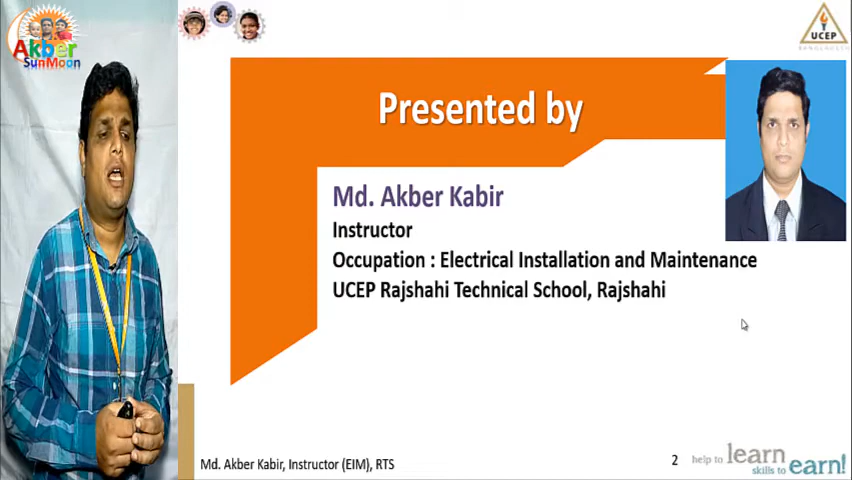 Akber
SunMoon
UCEP
BANGLADESH
Presented by
Md. Akber Kabir
Instructor
Occupation : Electrical Installation and Maintenance
UCEP Rajshahi Technical School, Rajshahi
Md. Akber Kabir, Instructor (EIM), RTS
2
help to learn
skills to earn!